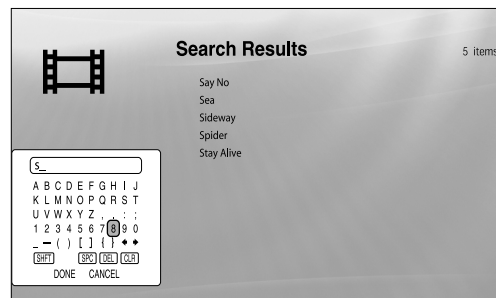 Search Results
5 items
Say No
Sea
Sideway
Spider
Stay Alive
S_
A B C D E F G H I J
K L M N O P Q R S T
U V W X Y Z , . : ;
1 2 3 4 5 6 7 8 9 0
_ – ( ) [ ] { }
SHFT SPC DEL CLR
DONE CANCEL